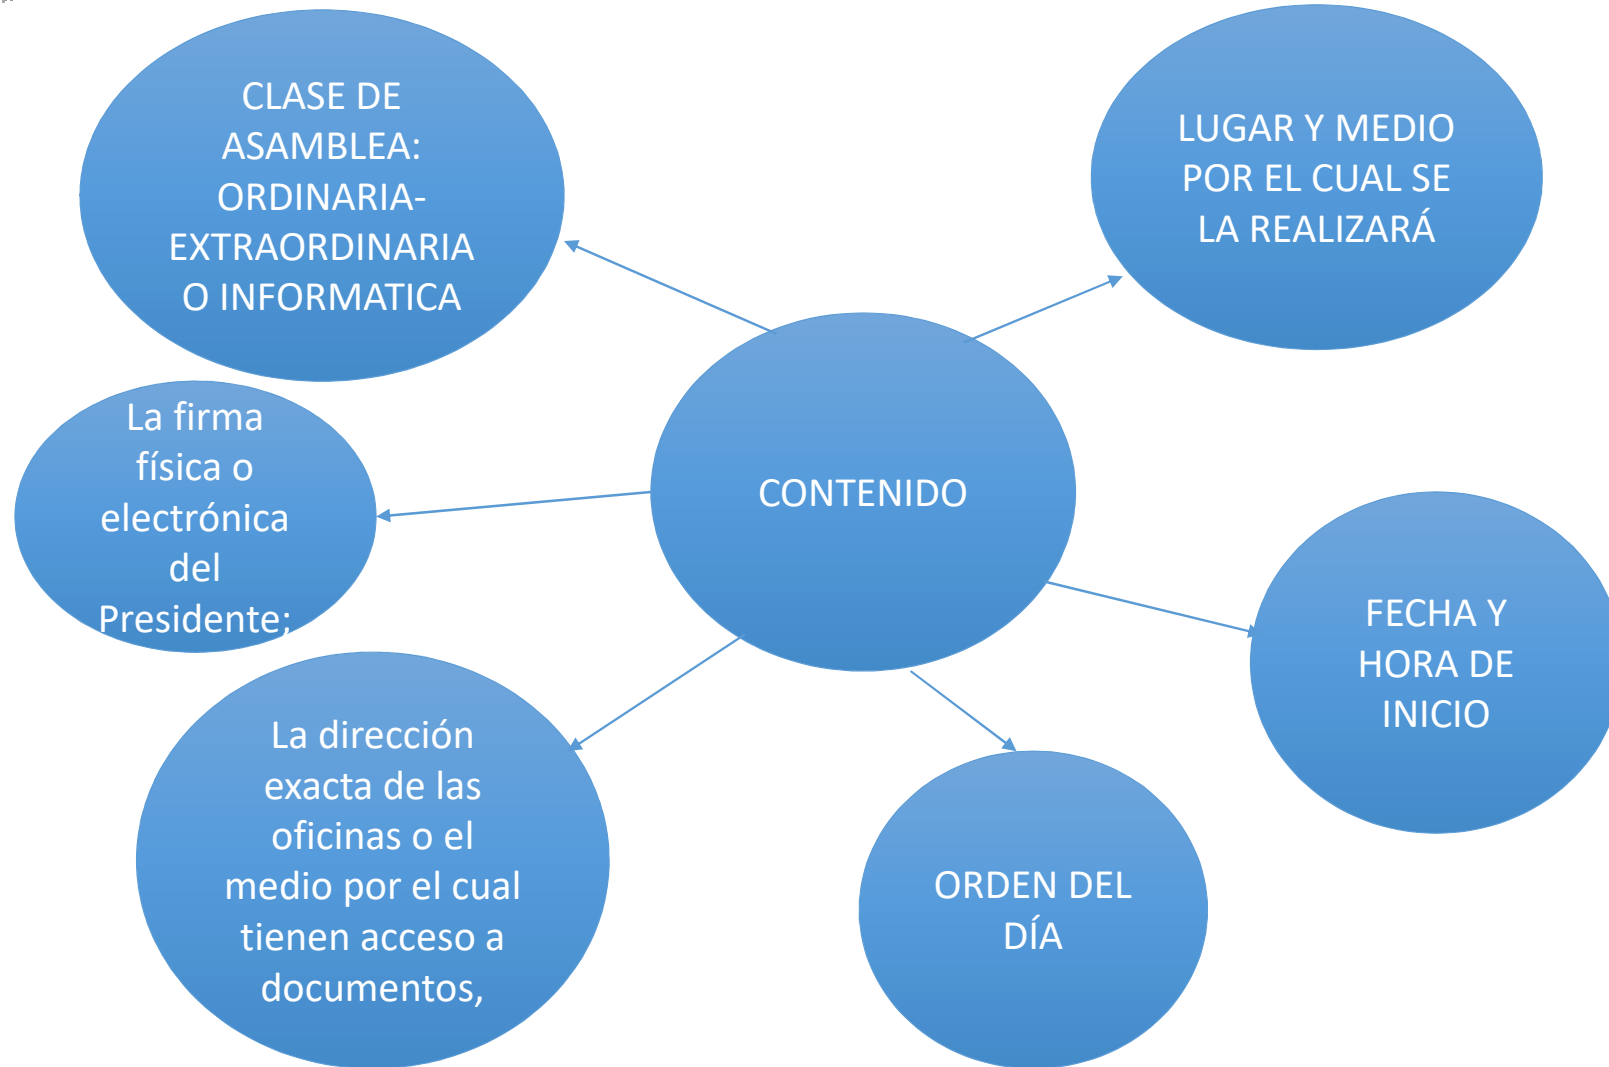 CLASE DE
ASAMBLEA:
ORDINARIA-
EXTRAORDINARIA
O INFORMATICA
LUGAR Y MEDIO
POR EL CUAL SE
LA REALIZARÁ
La firma
física o
electrónica
del
Presidente;
CONTENIDO
FECHA Y
HORA DE
INICIO
La dirección
exacta de las
oficinas o el
medio por el cual
tienen acceso a
documentos,
ORDEN DEL
DÍA